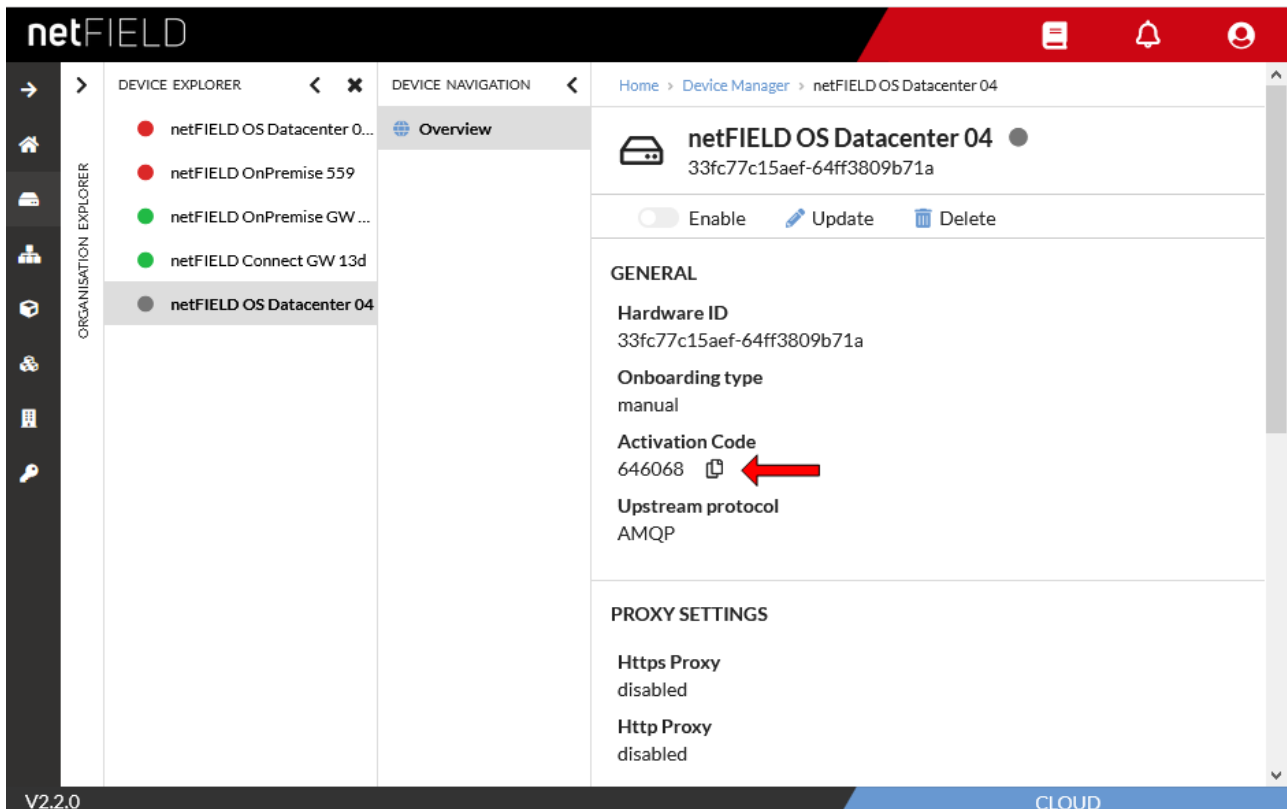 netFIELD
DEVICE EXPLORER
DEVICE NAVIGATION
Home > Device Manager > netFIELD OS Datacenter 04
ORGANISATION EXPLORER
netFIELD OS Datacenter 0...
netFIELD OnPremise 559
netFIELD OnPremise GW ...
netFIELD Connect GW 13d
netFIELD OS Datacenter 04
Overview
netFIELD OS Datacenter 04
33fc77c15aef-64ff3809b71a
Enable Update Delete
GENERAL
Hardware ID
33fc77c15aef-64ff3809b71a
Onboarding type
manual
Activation Code
646068
Upstream protocol
AMQP
PROXY SETTINGS
Https Proxy
disabled
Http Proxy
disabled
V2.2.0
CLOUD